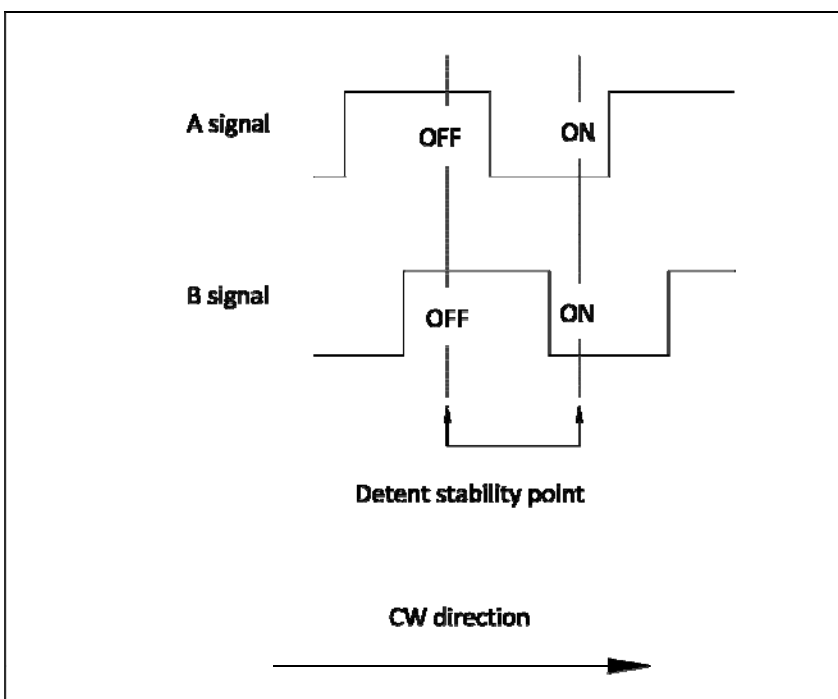 A signal
OFF
ON
B signal
OFF
ON
Detent stability point
CW direction